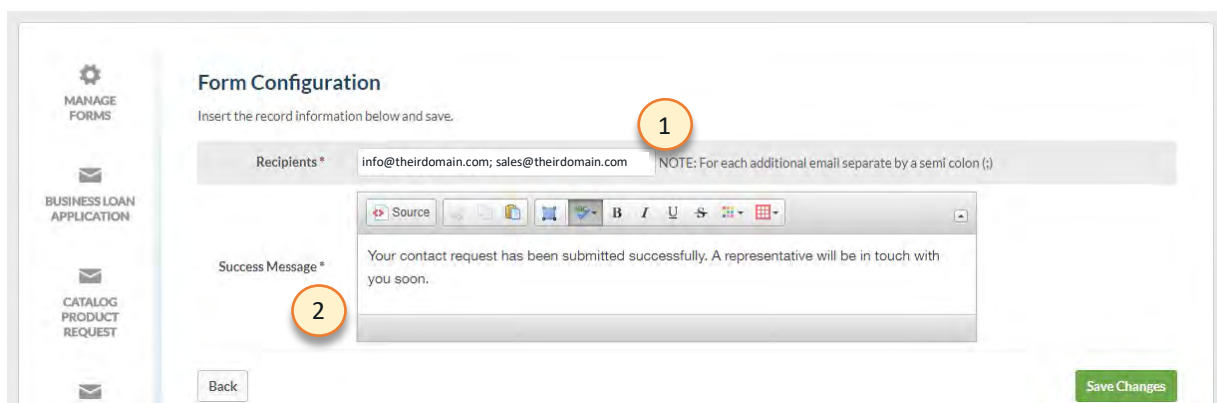 MANAGE
FORMS
BUSINESS LOAN
APPLICATION
CATALOG
PRODUCT
REQUEST
Form Configuration
Insert the record information below and save.
1
Recipients *
info@theirdomain.com; sales@theirdomain.com
NOTE: For each additional email separate by a semi colon (;)
Source
B I U S
Success Message *
Your contact request has been submitted successfully. A representative will be in touch with
you soon.
2
Back
Save Changes